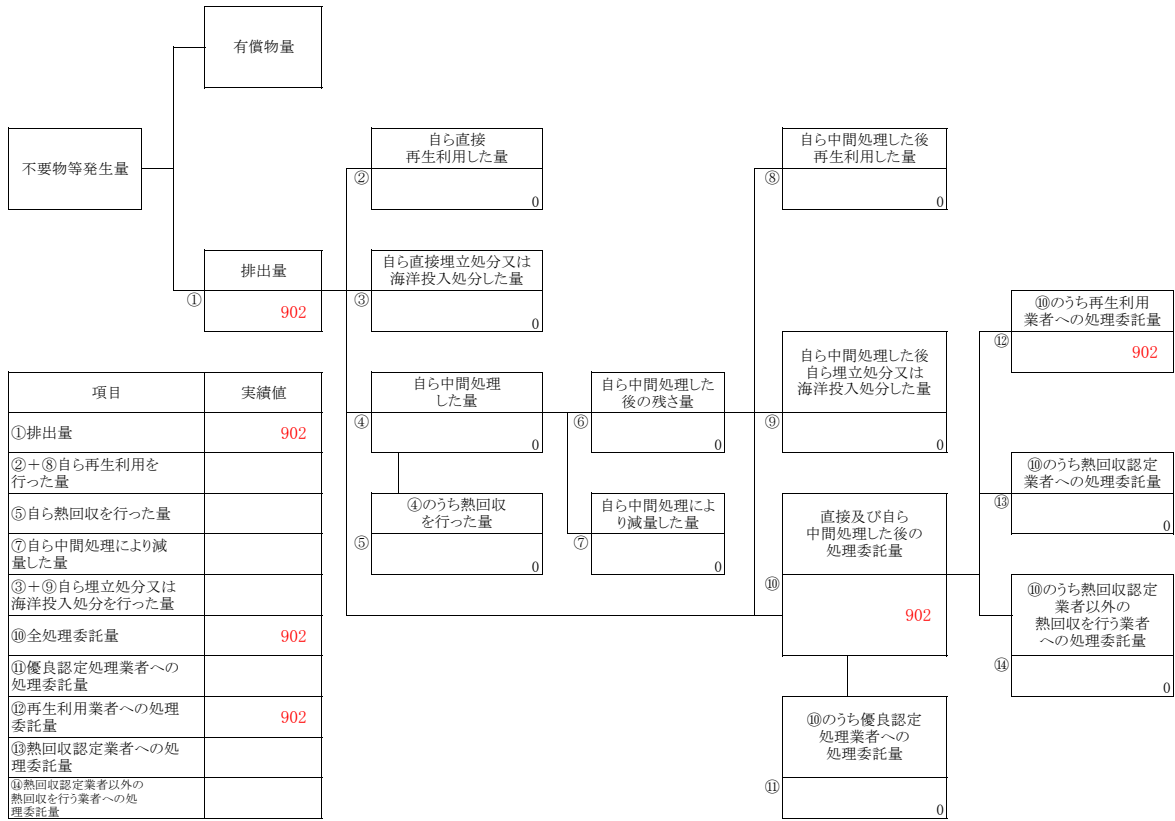 有償物量
不要物等発生量
自ら直接
再生利用した量
②
0
自ら中間処理した後
再生利用した量
⑧
0
排出量
①
902
自ら直接埋立処分又は
海洋投入処分した量
③
0
⑩のうち再生利用
業者への処理委託量
⑫
902
自ら中間処理
した量
④
0
自ら中間処理した
後の残さ量
⑥
0
自ら中間処理した後
自ら埋立処分又は
海洋投入処分した量
⑨
0
⑩のうち熱回収認定
業者への処理委託量
⑬
0
④のうち熱回収
を行った量
⑤
0
自ら中間処理によ
り減量した量
⑦
0
直接及び自ら
中間処理した後の
処理委託量
⑩
902
⑩のうち熱回収認定
業者以外の
熱回収を行う業者
への処理委託量
⑭
0
⑩のうち優良認定
処理業者への
処理委託量
⑪
0
項目 実績値
①排出量 902
②＋⑧自ら再生利用を
行った量
⑤自ら熱回収を行った量
⑦自ら中間処理により減
量した量
③＋⑨自ら埋立処分又は
海洋投入処分を行った量
⑩全処理委託量 902
⑪優良認定処理業者への
処理委託量
⑫再生利用業者への処理
委託量 902
⑬熱回収認定業者への処
理委託量
⑭熱回収認定業者以外の
熱回収を行う業者への処
理委託量